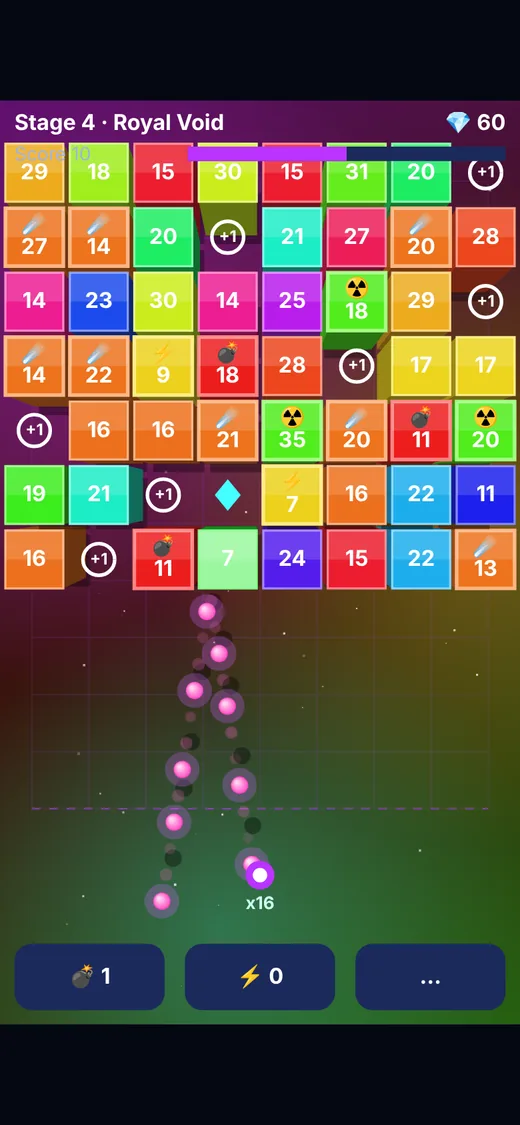 Stage 4 · Royal Void 💎 60
Score 10
29 18 15 30 15 31 20 +1
27 14 20 +1 21 27 20 28
14 23 30 14 25 18 29 +1
14 22 9 18 28 +1 17 17
+1 16 16 21 35 20 11 20
19 21 +1 7 16 22 11
16 +1 11 7 24 15 22 13
x16
💣 1 ⚡ 0 ...